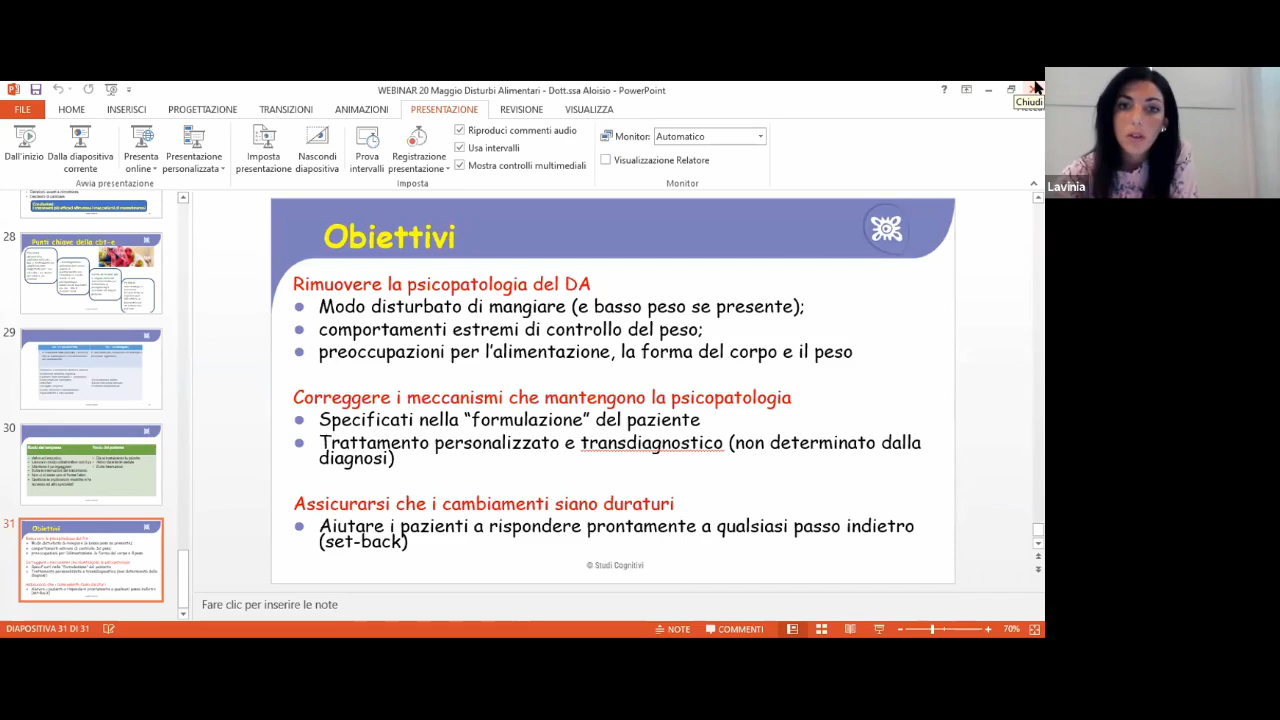 WEBINAR 20 Maggio Disturbi Alimentari - Dott.ssa Aloisio - PowerPoint
?
Chiudi
FILE HOME INSERISCI PROGETTAZIONE TRANSIZIONI ANIMAZIONI PRESENTAZIONE REVISIONE VISUALIZZA
Dall'inizio
Dalla diapositiva
corrente
Presenta
online
Presentazione
personalizzata
Avvia presentazione
Imposta
presentazione
Nascondi
diapositiva
Prova
intervalli
Registrazione
presentazione
Riproduci commenti audio
Usa intervalli
Mostra controlli multimediali
Imposta
Monitor: Automatico
Visualizzazione Relatore
Monitor
Lavinia
28
Punti chiave della cbt-e
29
30
31
Obiettivi
Obiettivi
Rimuovere la psicopatologia del DA
Modo disturbato di mangiare (e basso peso se presente);
comportamenti estremi di controllo del peso;
preoccupazioni per l'alimentazione, la forma del corpo e il peso
Correggere i meccanismi che mantengono la psicopatologia
Specificati nella "formulazione" del paziente
Trattamento personalizzato e transdiagnostico (non determinato dalla
diagnosi)
Assicurarsi che i cambiamenti siano duraturi
Aiutare i pazienti a rispondere prontamente a qualsiasi passo indietro
(set-back)
© Studi Cognitivi
Fare clic per inserire le note
DIAPOSITIVA 31 DI 31
NOTE
COMMENTI
70%